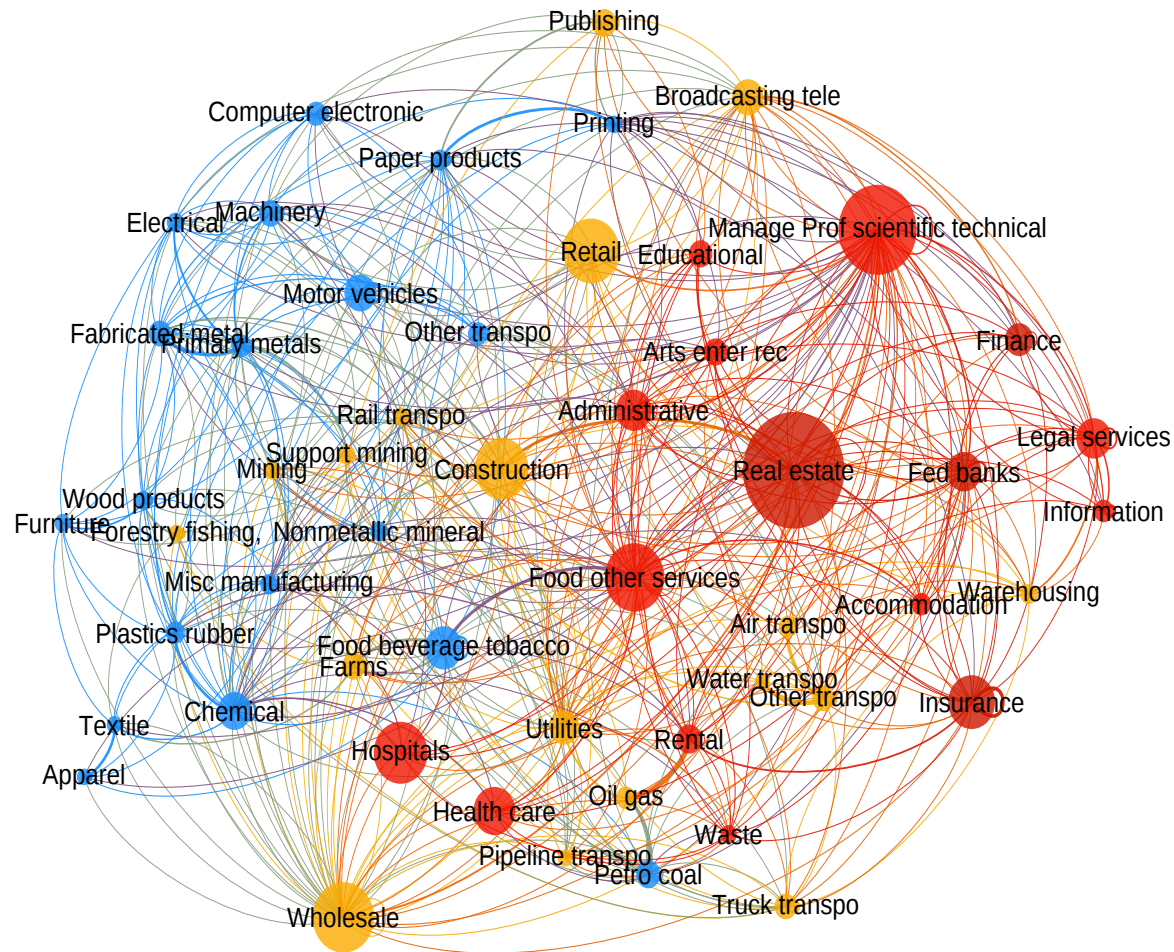 Publishing
Broadcasting tele
Computer electronic
Printing
Paper products
Machinery
Electrical
Manage Prof scientific technical
Retail
Educational
Motor vehicles
Fabricated metal
Primary metals
Other transpo
Finance
Arts enter rec
Rail transpo
Administrative
Legal services
Support mining
Mining
Construction
Real estate
Fed banks
Wood products
Information
Furniture
Forestry fishing,
Nonmetallic mineral
Misc manufacturing
Food other services
Warehousing
Accommodation
Air transpo
Plastics rubber
Food beverage tobacco
Farms
Water transpo
Other transpo
Insurance
Chemical
Textile
Utilities
Rental
Hospitals
Apparel
Oil gas
Health care
Waste
Pipeline transpo
Petro coal
Truck transpo
Wholesale